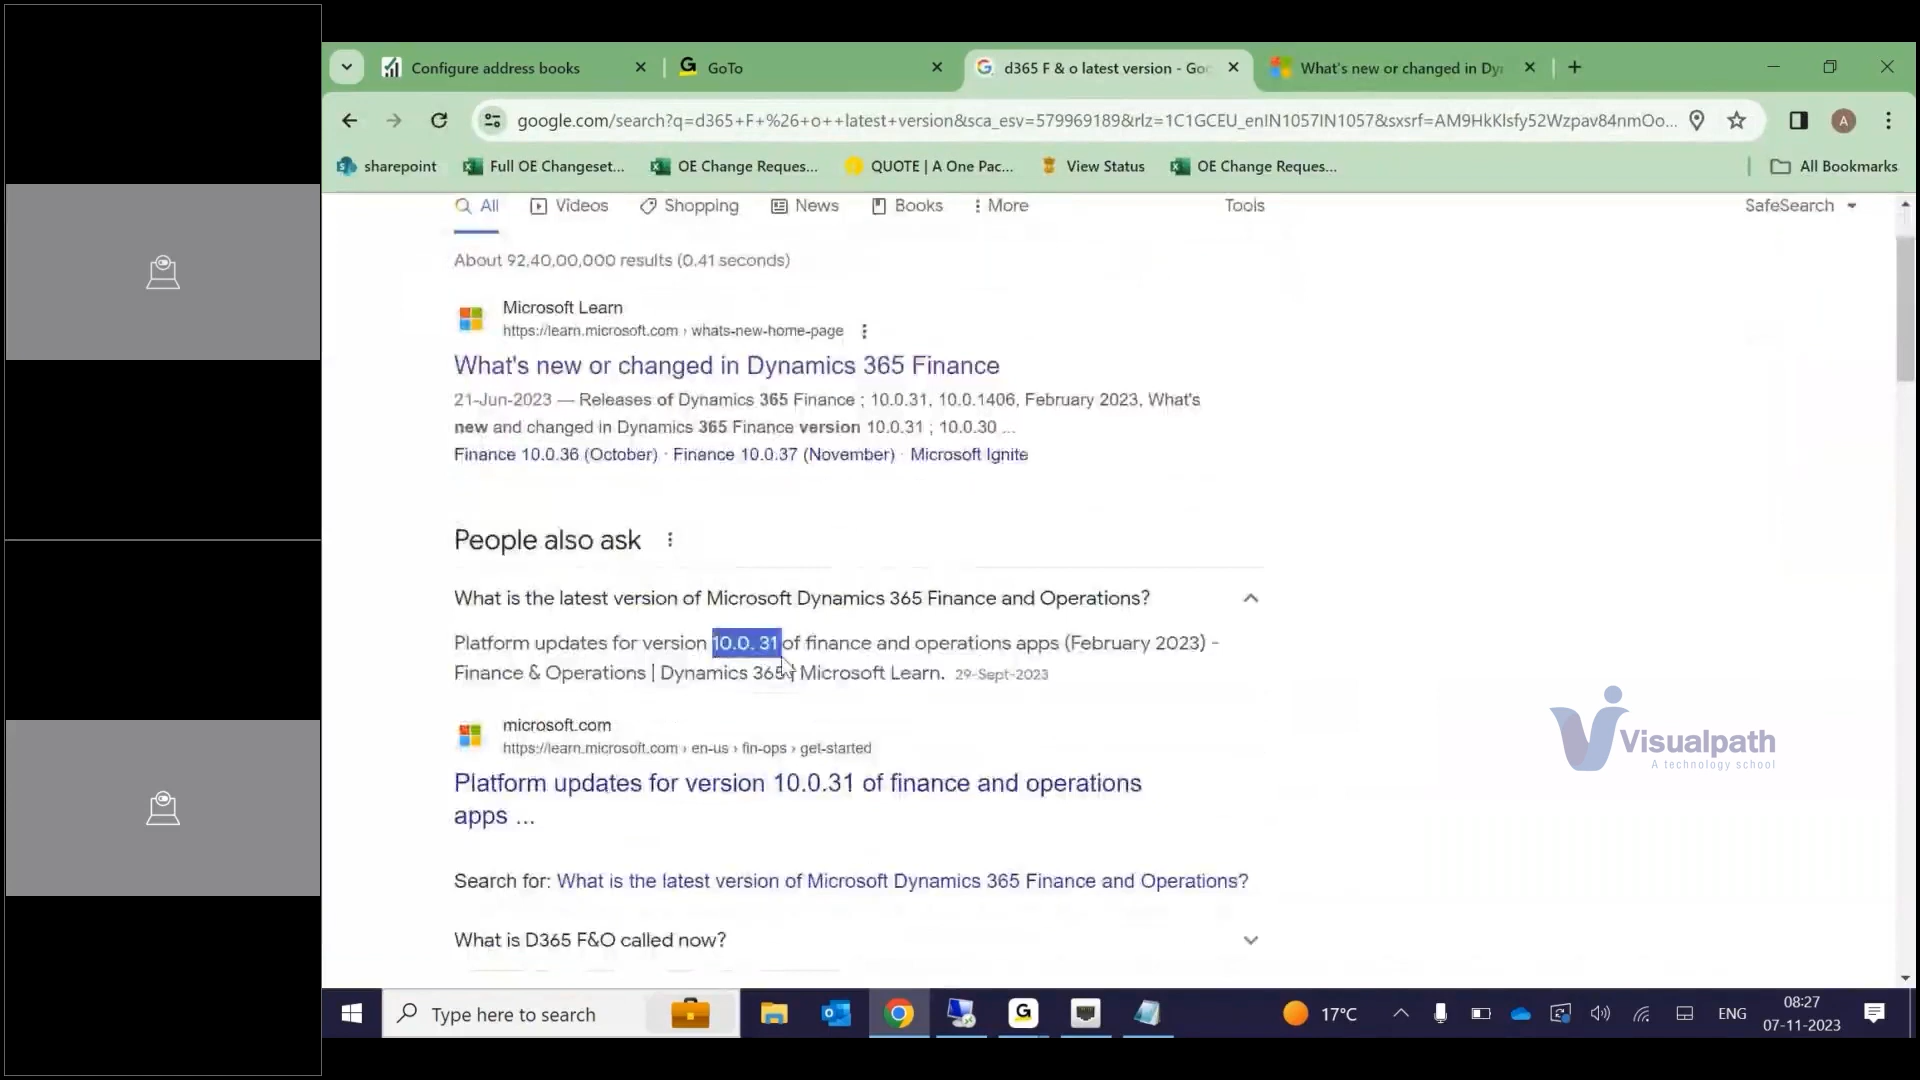 Configure address books
GoTo
d365 F & o latest version - Goo
What's new or changed in Dy
google.com/search?q=d365+F+%26+o++latest+version&sca_esv=579969189&rlz=1C1GCEU_enIN1057IN1057&sxsrf=AM9HkKlsfy52Wzpav84nmOo...
A
sharepoint
Full OE Changeset...
OE Change Reques...
QUOTE | A One Pac...
View Status
OE Change Reques...
All Bookmarks
All
Videos
Shopping
News
Books
More
Tools
SafeSearch
About 92,40,00,000 results (0.41 seconds)
Microsoft Learn
https://learn.microsoft.com › whats-new-home-page
What's new or changed in Dynamics 365 Finance
21-Jun-2023 — Releases of Dynamics 365 Finance ; 10.0.31, 10.0.1406, February 2023, What's
new and changed in Dynamics 365 Finance version 10.0.31 ; 10.0.30 ...
Finance 10.0.36 (October) · Finance 10.0.37 (November) · Microsoft Ignite
People also ask
What is the latest version of Microsoft Dynamics 365 Finance and Operations?
Platform updates for version 10.0. 31 of finance and operations apps (February 2023) -
Finance & Operations | Dynamics 365 | Microsoft Learn. 29-Sept-2023
microsoft.com
https://learn.microsoft.com › en-us › fin-ops › get-started
Platform updates for version 10.0.31 of finance and operations
apps ...
Search for: What is the latest version of Microsoft Dynamics 365 Finance and Operations?
What is D365 F&O called now?
Visualpath
A technology school
Type here to search
17°C
ENG
08:27
07-11-2023